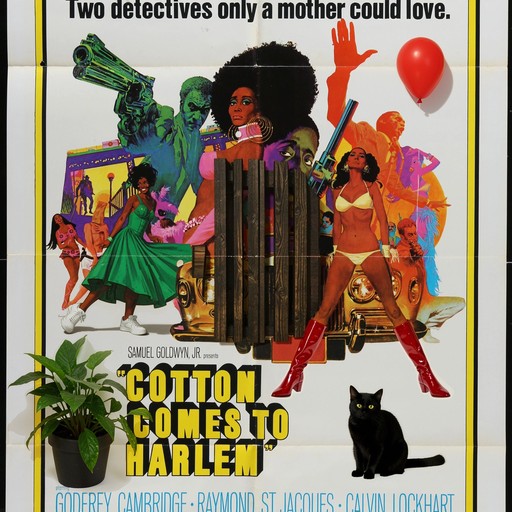 Two detectives only a mother could love.
SAMUEL GOLDWYN, JR. presents
"COTTON
COMES TO
HARLEM"
GODFREY CAMBRIDGE · RAYMOND ST. JACQUES · CALVIN LOCKHART